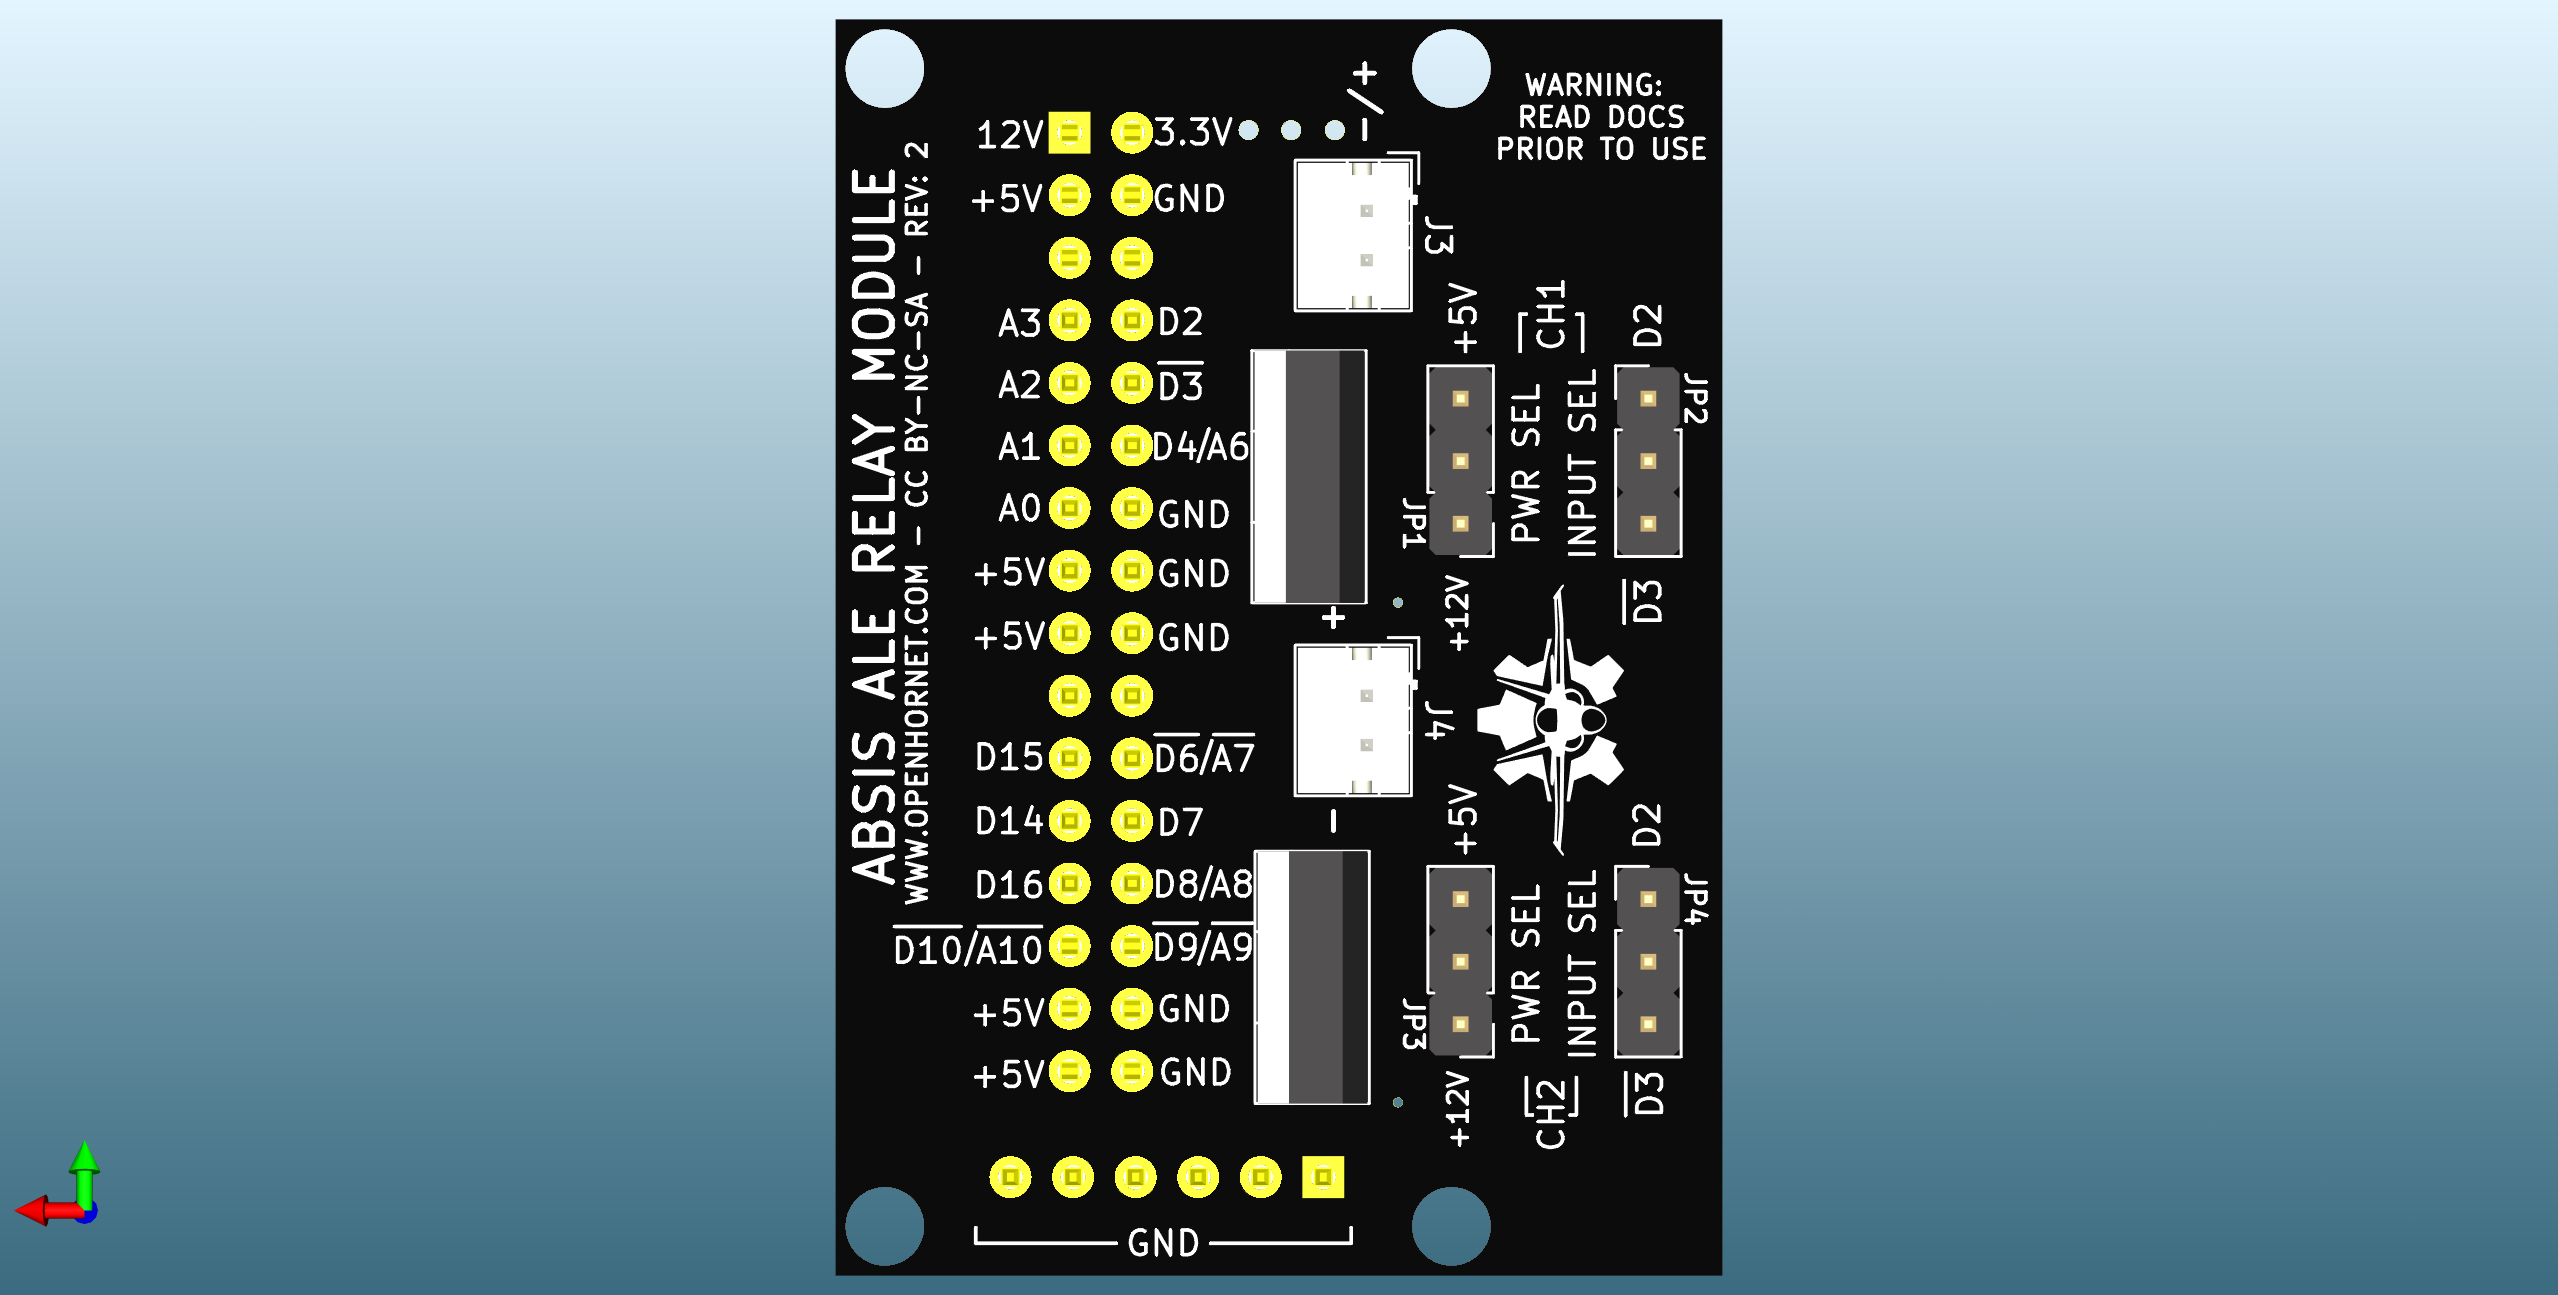 ABSIS ALE RELAY MODULE
WWW.OPENHORNET.COM - CC BY-NC-SA - REV: 2
WARNING:
READ DOCS
PRIOR TO USE
-/+
12V 3.3V
+5V GND
A3 D2
A2 D3
A1 D4/A6
A0 GND
+5V GND
+5V GND
D15 D6/A7
D14 D7
D16 D8/A8
D10/A10 D9/A9
+5V GND
+5V GND
GND
J3
+5V
CH1
D2
JP1
PWR SEL
INPUT SEL
JP2
+12V
D3
+
J4
-
+5V
D2
JP3
PWR SEL
INPUT SEL
JP4
+12V
CH2
D3